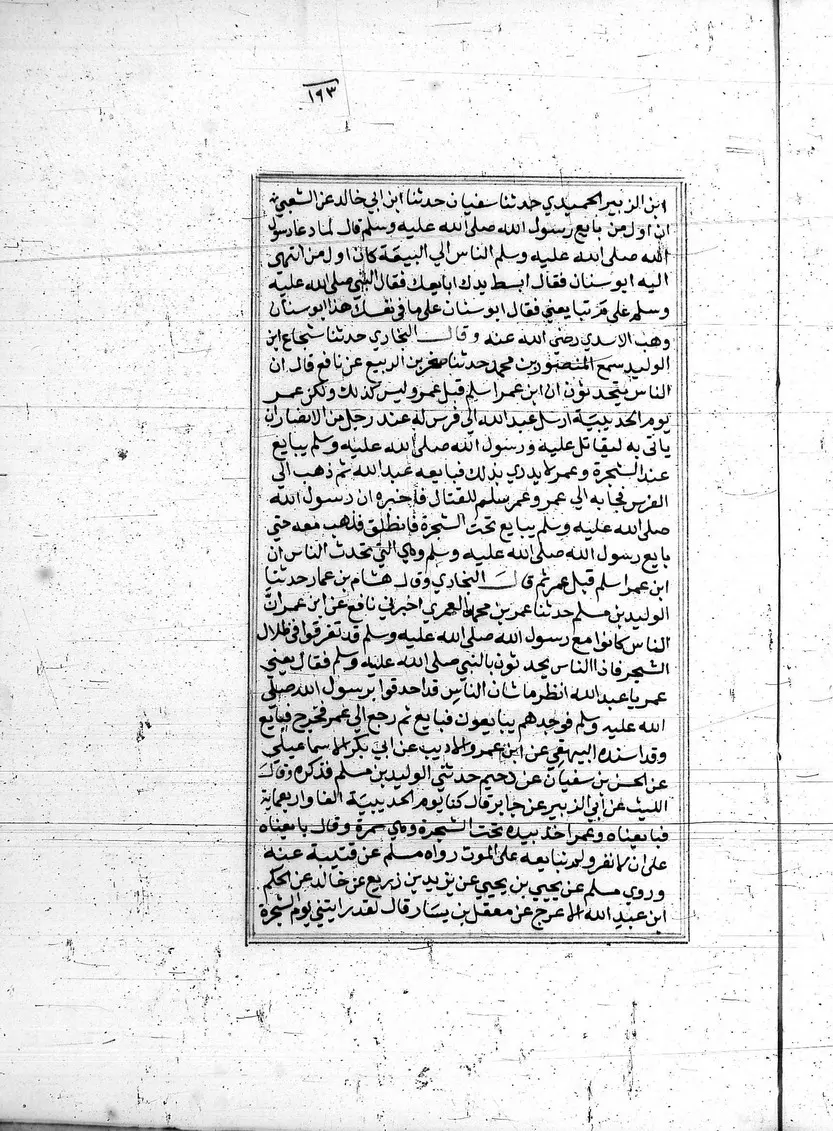 ١٩٣
ابن الزبير الحميدي حدثنا سفيان حدثنا ابن ابي خالد عن الشعبي
ان اول من بايع رسول الله صلى الله عليه وسلم قال لما دعا رسول
الله صلى الله عليه وسلم الناس الي البيعة كان اول من انتهى
اليه ابو سنان فقال ابسط يدك ابايعك فقال النبي صلى الله عليه
وسلم على م تبايعني فقال ابو سنان على ما في نفسك هذا ابو سنان
وهب الاسدي رضي الله عنه وقال البخاري حدثنا شجاع ابن
الوليد سمع النضر بن محمد حدثنا صخر بن الربيع عن نافع قال ان
الناس يتحدثون ان ابن عمر اسلم قبل عمر وليس كذلك ولكن عمر
يوم الحديبية ارسل عبد الله الي فرس له عند رجل من الانصار ان
ياتي به ليقاتل عليه ورسول الله صلى الله عليه وسلم يبايع
عند الشجرة وعمر لا يدري بذلك فبايعه عبد الله ثم ذهب الي
الفرس فجا به الي عمر وعمر يستلئم للقتال فاخبره ان رسول الله
صلى الله عليه وسلم يبايع تحت الشجرة فانطلق فذهب معه حتي
بايع رسول الله صلى الله عليه وسلم وهي التي تحدث الناس ان
ابن عمر اسلم قبل عمر ثم قال البخاري وقال هشام بن عمار حدثنا
الوليد بن مسلم حدثنا عمر بن محمد العمري اخبرني نافع عن ابن عمر انَّ
الناس كانوا مع رسول الله صلى الله عليه وسلم قد تفرقوا في ظلال
الشجر فاذا الناس يحدثون بالنبي صلى الله عليه وسلم فقال يعني
عمر يا عبد الله انظر ما شان الناس قد احدقوا برسول الله صلى
الله عليه وسلم فوجدهم يبايعون فبايع ثم رجع الي عمر فخرج فبايع
وقد اسنده البيهقي عن ابن عمرو الاديب عن ابي بكر الاسماعيلي
عن الحسن بن سفيان عن دحيم حدثني الوليد بن مسلم فذكره وقال
الليث عن ابي الزبير عن جابر قال كنا يوم الحديبية الفا واربعماية
فبايعناه وعمر اخذ بيده تحت الشجرة وهي سمرة وقال بايعناه
على ان لا نفر ولم نبايعه على الموت رواه مسلم عن قتيبة عنه
وروي مسلم عن يحيي بن يحيي عن يزيد بن زريع عن خالد عن الحكم
ابن عبد الله الاعرج عن معقل بن يسار قال لقد رايتني يوم الشجرة